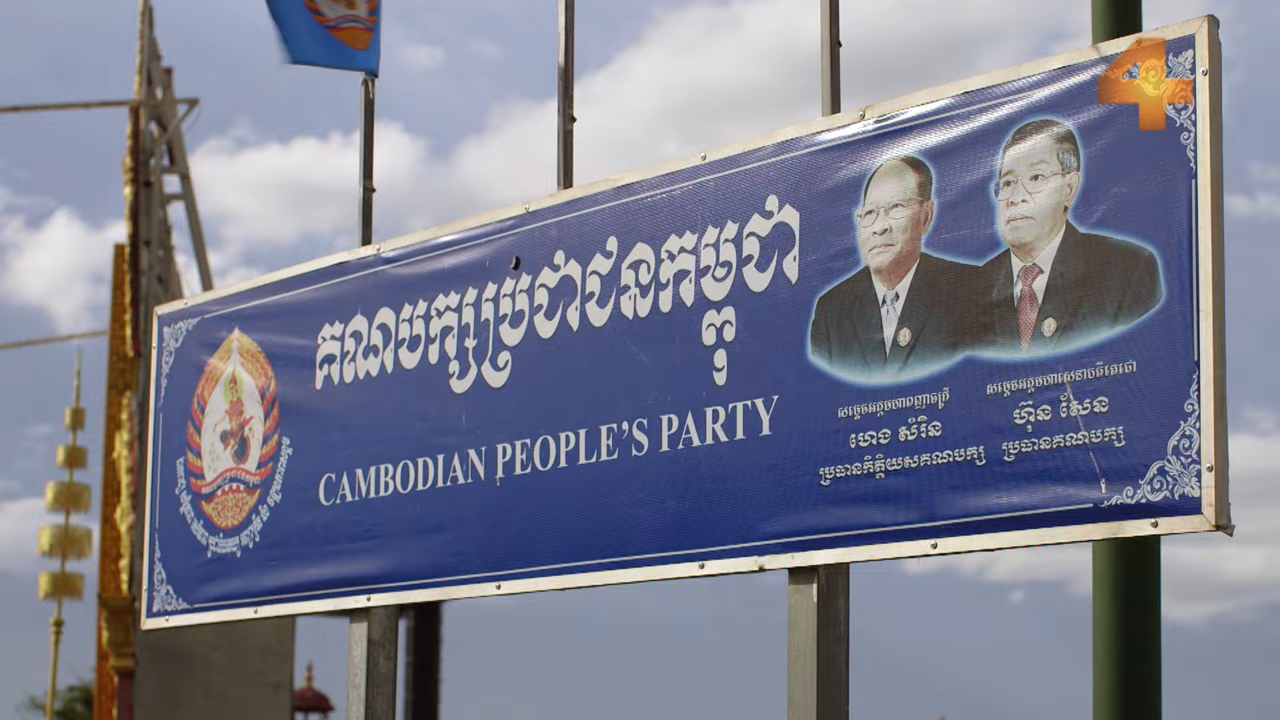 គណបក្សប្រជាជនកម្ពុជា
CAMBODIAN PEOPLE'S PARTY
សម្តេចអគ្គមហាពញាចក្រី
ហេង សំរិន
ប្រធានកិត្តិយសគណបក្ស
សម្តេចអគ្គមហាសេនាបតីតេជោ
ហ៊ុន សែន
ប្រធានគណបក្ស
4